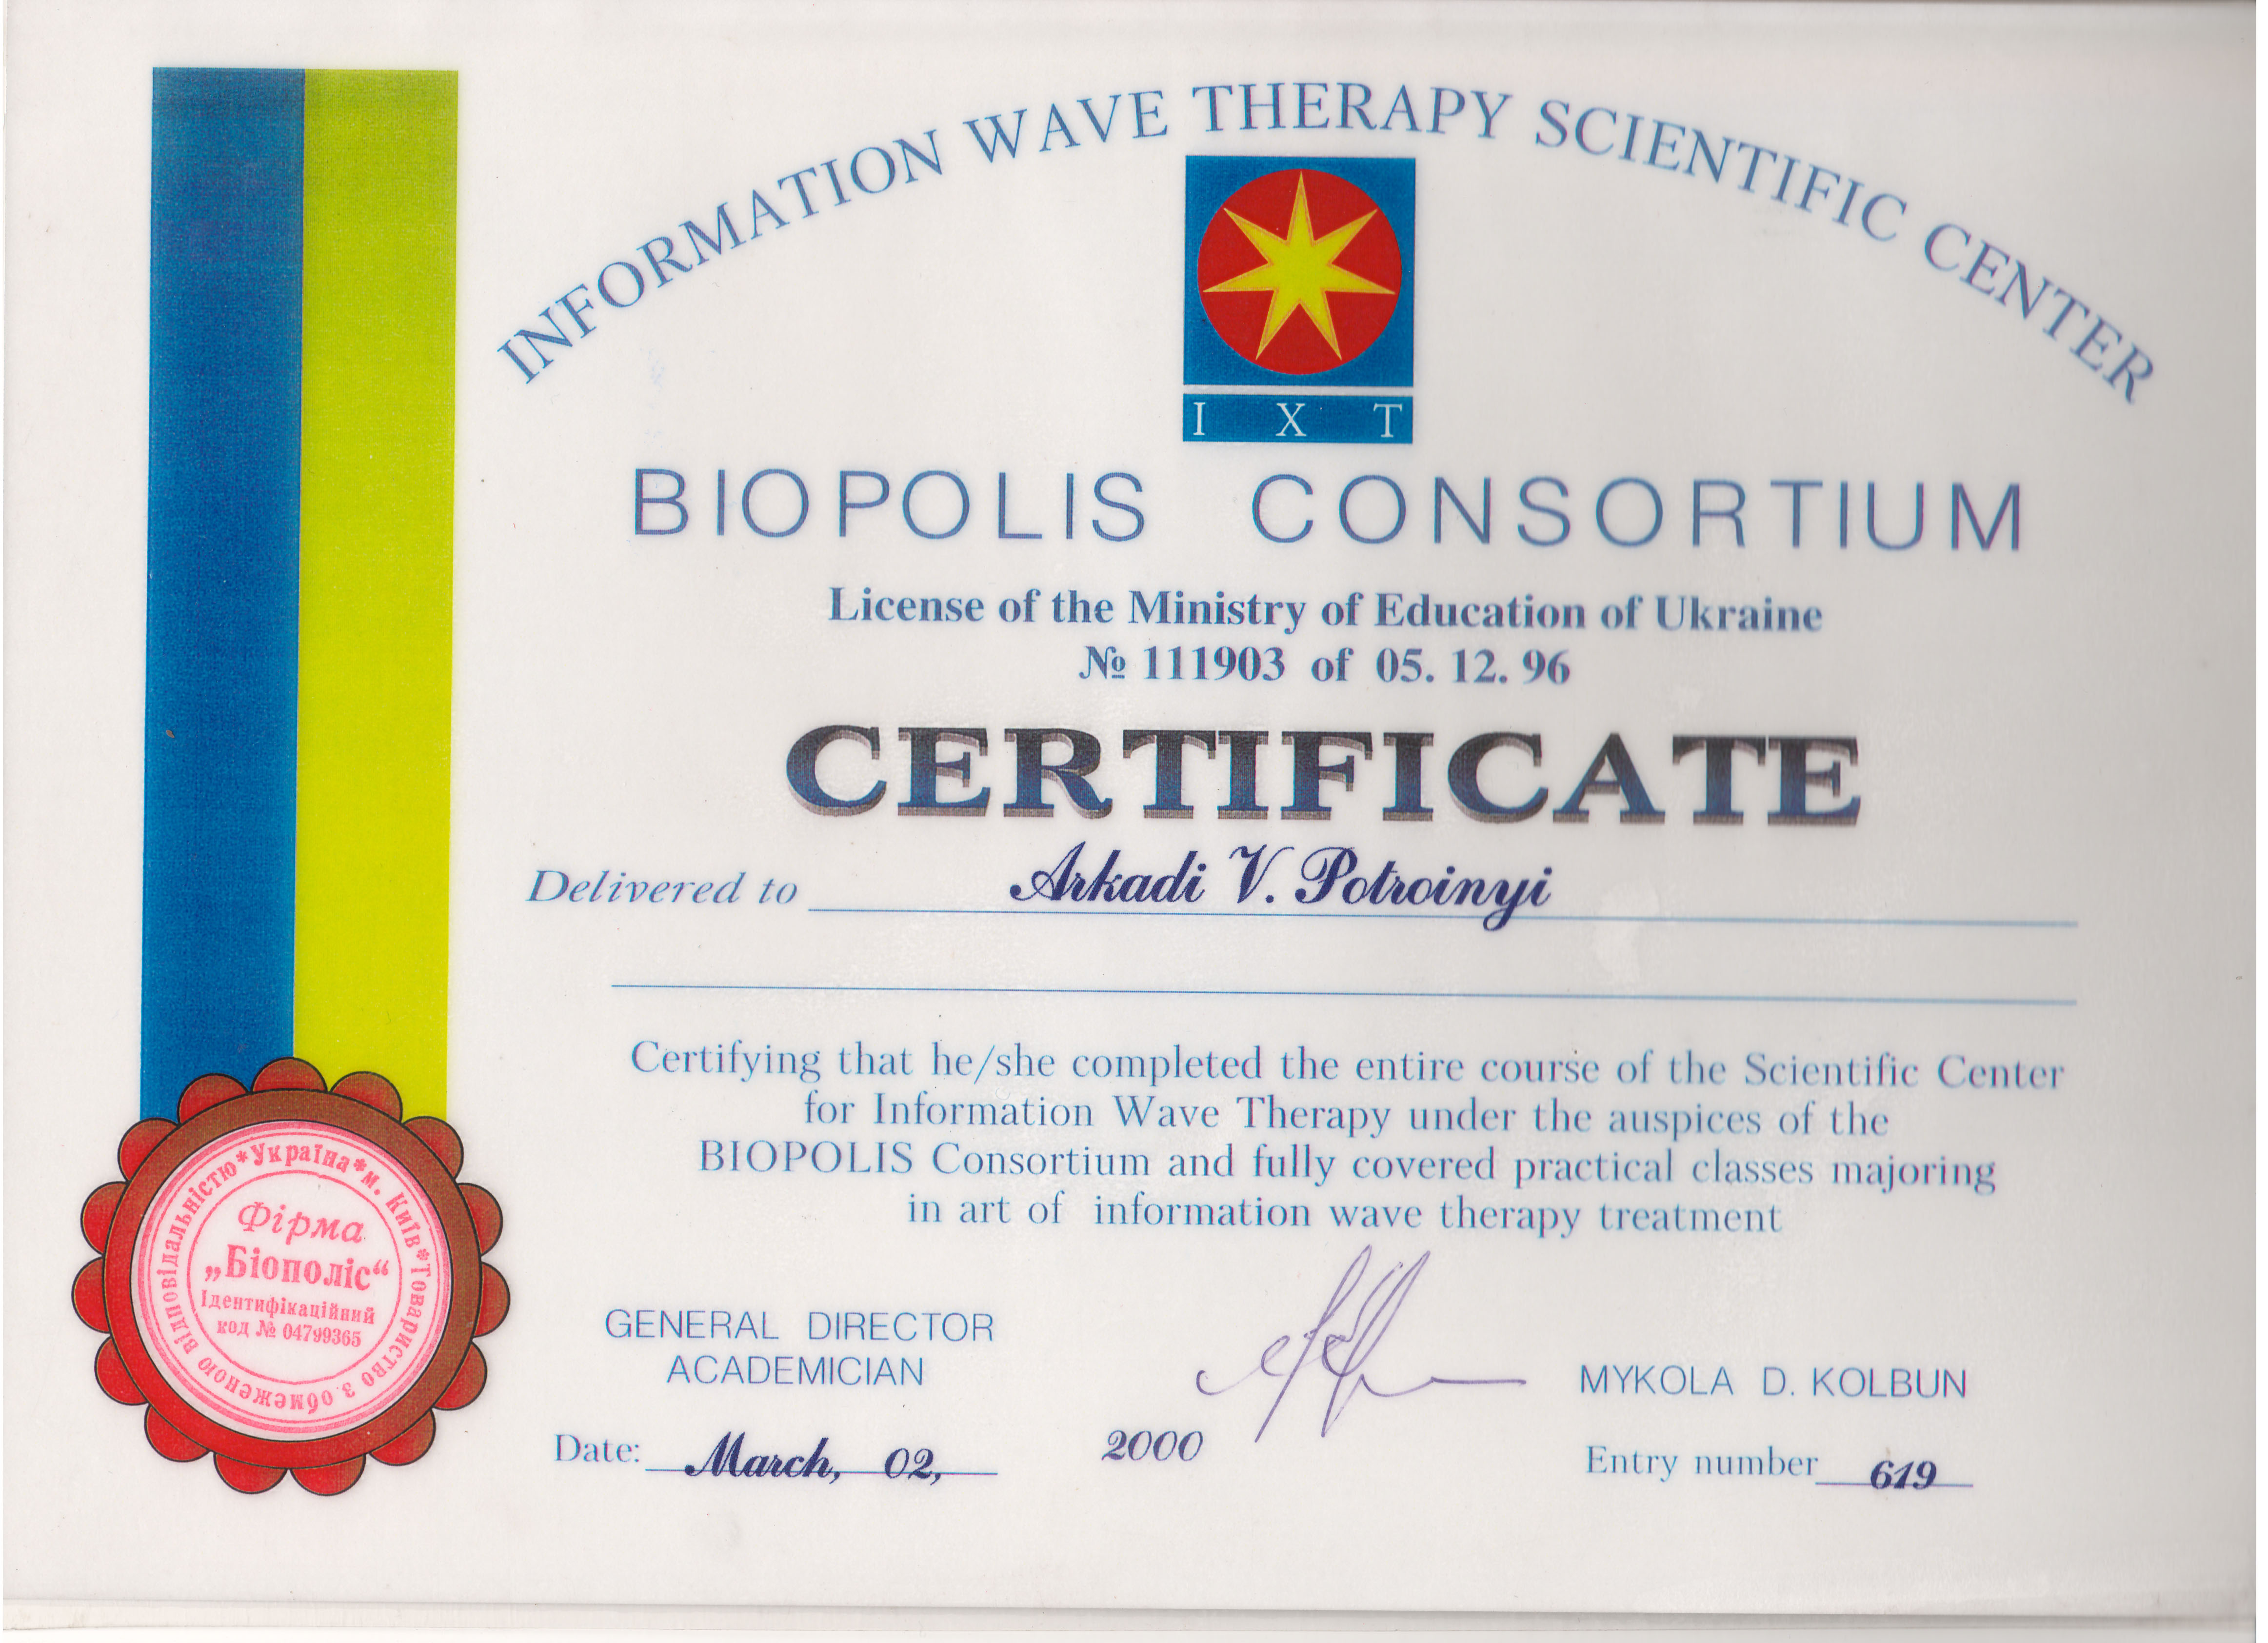 INFORMATION WAVE THERAPY SCIENTIFIC CENTER
I X T
BIOPOLIS CONSORTIUM
License of the Ministry of Education of Ukraine
№ 111903 of 05. 12. 96
CERTIFICATE
Delivered to Arkadi V. Potroinyi
Certifying that he/she completed the entire course of the Scientific Center
for Information Wave Therapy under the auspices of the
BIOPOLIS Consortium and fully covered practical classes majoring
in art of information wave therapy treatment
GENERAL DIRECTOR
ACADEMICIAN
MYKOLA D. KOLBUN
Date: March, 02, 2000
Entry number 619
*Україна*м. Київ*Товариство з обмеженою відповідальністю
Фірма
„Біополіс“
Ідентифікаційний
код № 04799365